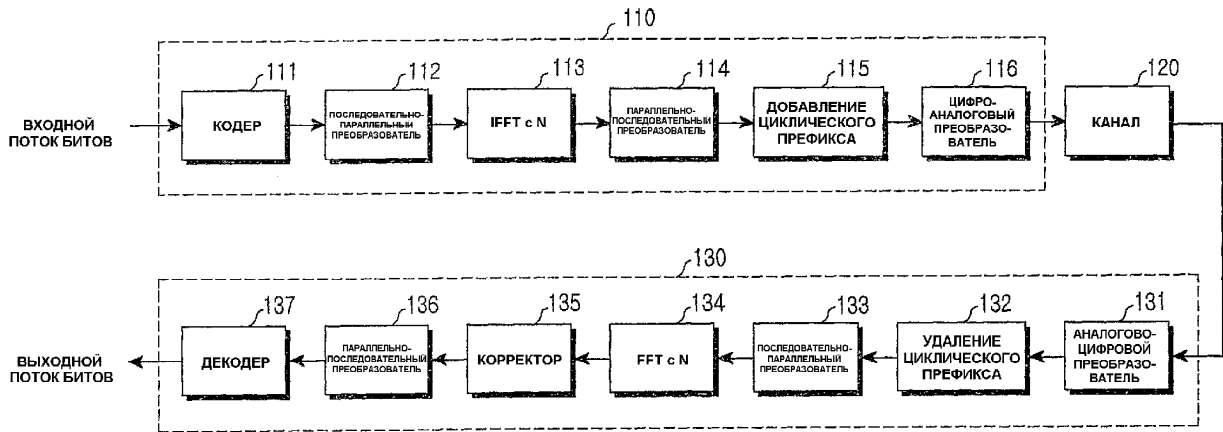 110
111
112
113
114
115
116
120
ВХОДНОЙ
ПОТОК БИТОВ
КОДЕР
ПОСЛЕДОВАТЕЛЬНО-
ПАРАЛЛЕЛЬНЫЙ
ПРЕОБРАЗОВАТЕЛЬ
IFFT с N
ПАРАЛЛЕЛЬНО-
ПОСЛЕДОВАТЕЛЬНЫЙ
ПРЕОБРАЗОВАТЕЛЬ
ДОБАВЛЕНИЕ
ЦИКЛИЧЕСКОГО
ПРЕФИКСА
ЦИФРО-
АНАЛОГОВЫЙ
ПРЕОБРАЗО-
ВАТЕЛЬ
КАНАЛ
130
137
136
135
134
133
132
131
ВЫХОДНОЙ
ПОТОК БИТОВ
ДЕКОДЕР
ПАРАЛЛЕЛЬНО-
ПОСЛЕДОВАТЕЛЬНЫЙ
ПРЕОБРАЗОВАТЕЛЬ
КОРРЕКТОР
FFT с N
ПОСЛЕДОВАТЕЛЬНО-
ПАРАЛЛЕЛЬНЫЙ
ПРЕОБРАЗОВАТЕЛЬ
УДАЛЕНИЕ
ЦИКЛИЧЕСКОГО
ПРЕФИКСА
АНАЛОГОВО-
ЦИФРОВОЙ
ПРЕОБРАЗО-
ВАТЕЛЬ